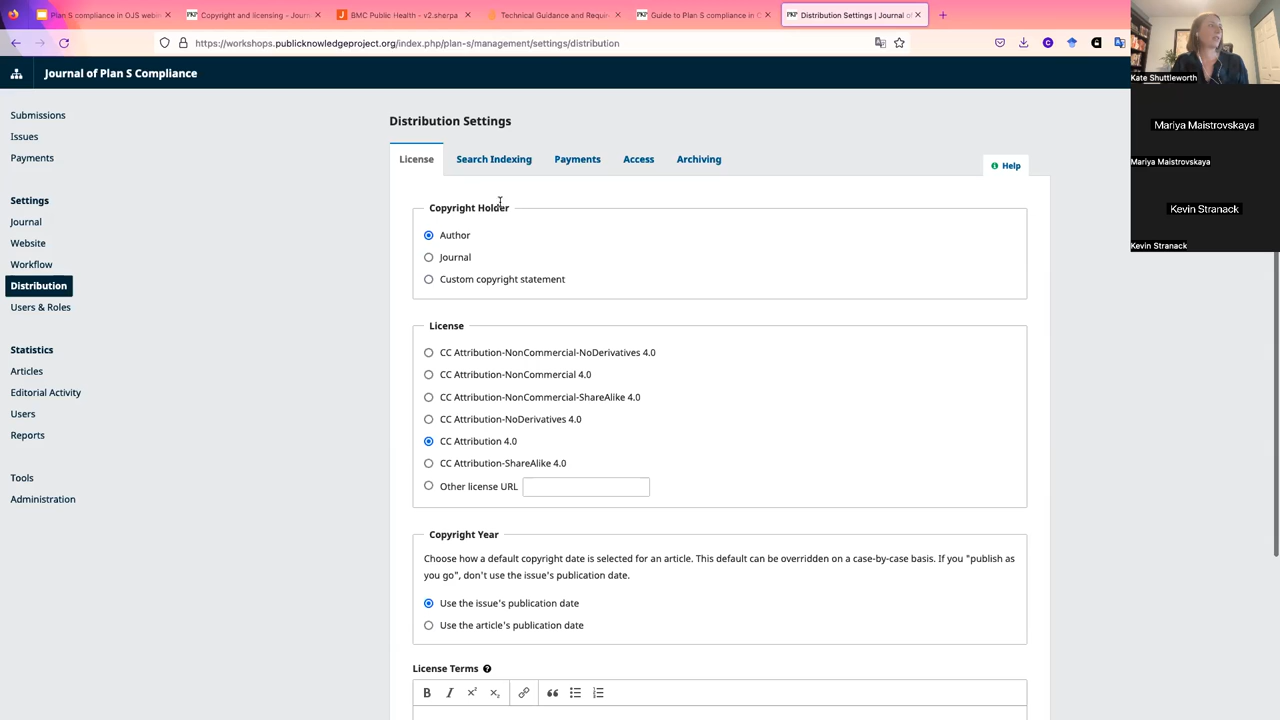 Plan S compliance in OJS webin
Copyright and licensing - Journ
BMC Public Health - v2.sherpa
Technical Guidance and Require
Guide to Plan S compliance in O
PKP Distribution Settings | Journal of
https://workshops.publicknowledgeproject.org/index.php/plan-s/management/settings/distribution
Journal of Plan S Compliance
Submissions
Issues
Payments
Settings
Journal
Website
Workflow
Distribution
Users & Roles
Statistics
Articles
Editorial Activity
Users
Reports
Tools
Administration
Distribution Settings
License
Search Indexing
Payments
Access
Archiving
Help
Copyright Holder
Author
Journal
Custom copyright statement
License
CC Attribution-NonCommercial-NoDerivatives 4.0
CC Attribution-NonCommercial 4.0
CC Attribution-NonCommercial-ShareAlike 4.0
CC Attribution-NoDerivatives 4.0
CC Attribution 4.0
CC Attribution-ShareAlike 4.0
Other license URL
Copyright Year
Choose how a default copyright date is selected for an article. This default can be overridden on a case-by-case basis. If you "publish as
you go", don't use the issue's publication date.
Use the issue's publication date
Use the article's publication date
License Terms
Kate Shuttleworth
Mariya Maistrovskaya
Mariya Maistrovskaya
Kevin Stranack
Kevin Stranack